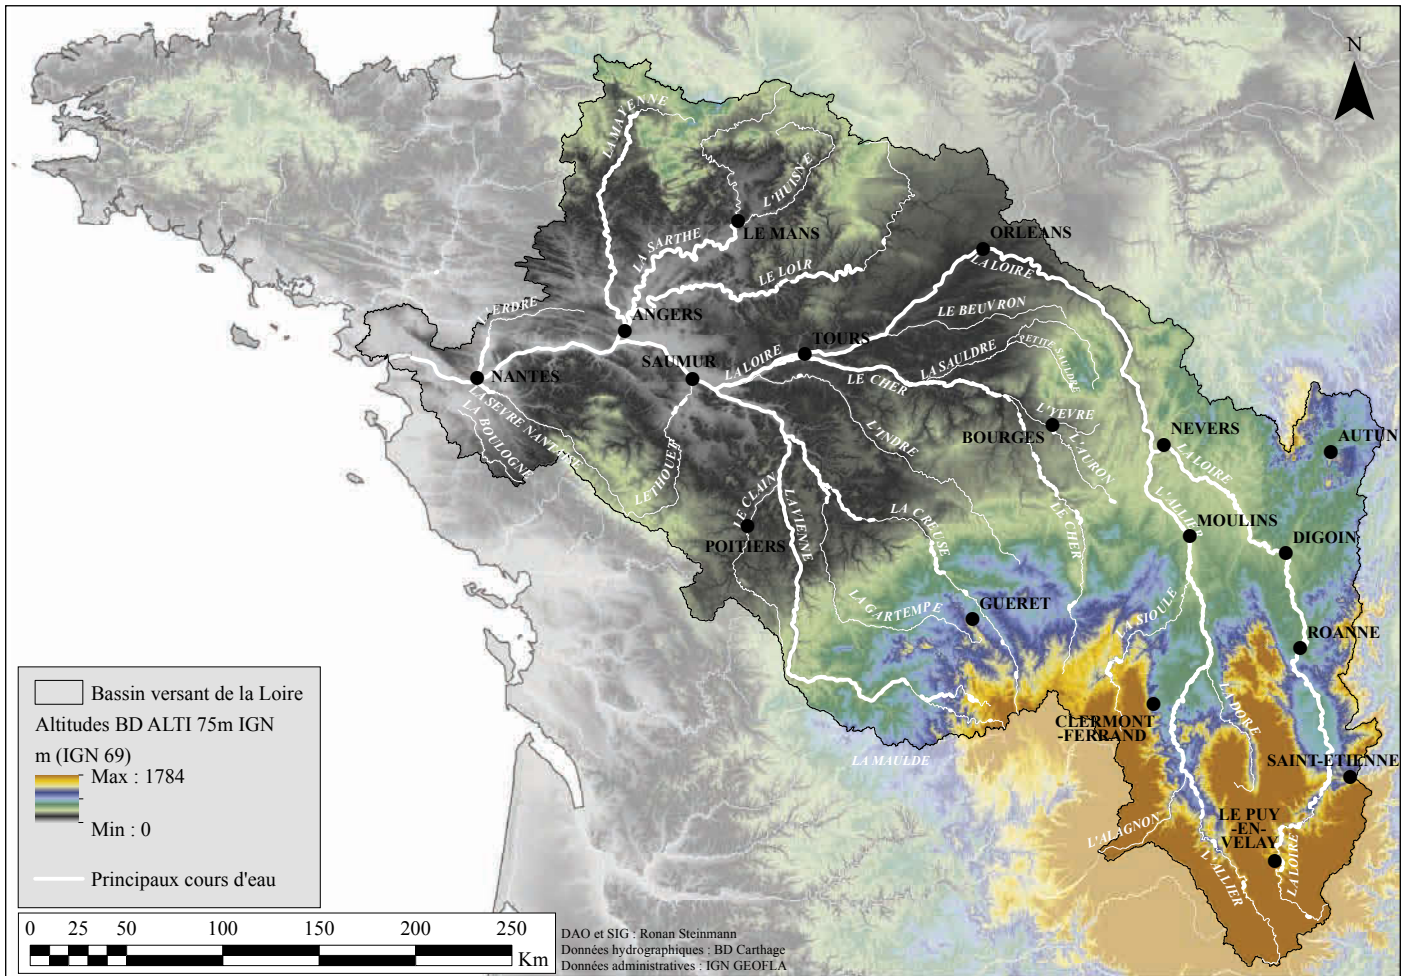 N
LA MAYENNE
L'HUISNE
LE MANS
LA SARTHE
LE LOIR
ORLEANS
LA LOIRE
L'ERDRE
ANGERS
LE BEUVRON
TOURS
LA SAULDRE
PETITE SAULDRE
SAUMUR
LA LOIRE
LE CHER
NANTES
LA SEVRE NANTAISE
LA BOULOGNE
L'INDRE
L'YEVRE
BOURGES
L'AURON
NEVERS
LA LOIRE
AUTUN
LE THOUET
LE CLAIN
LA VIENNE
LA CREUSE
LE CHER
L'ALLIER
MOULINS
POITIERS
DIGOIN
LA GARTEMPE
GUERET
LA SIOULE
ROANNE
CLERMONT
-FERRAND
LA DORE
LA MAULDE
SAINT-ETIENNE
LE PUY
-EN-
VELAY
L'ALAGNON
L'ALLIER
LA LOIRE
Bassin versant de la Loire
Altitudes BD ALTI 75m IGN
m (IGN 69)
Max : 1784
Min : 0
Principaux cours d'eau
0 25 50 100 150 200 250
Km
DAO et SIG : Ronan Steinmann
Données hydrographiques : BD Carthage
Données administratives : IGN GEOFLA